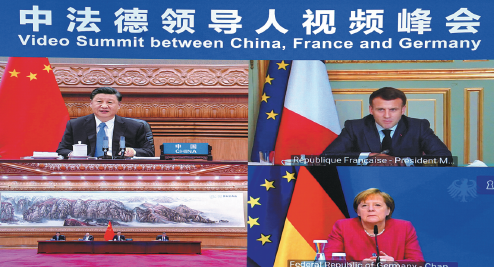 中法德领导人视频峰会
Video Summit between China, France and Germany
中国
CHINA
République Française - President M...
Federal Republic of Germany - Chan...